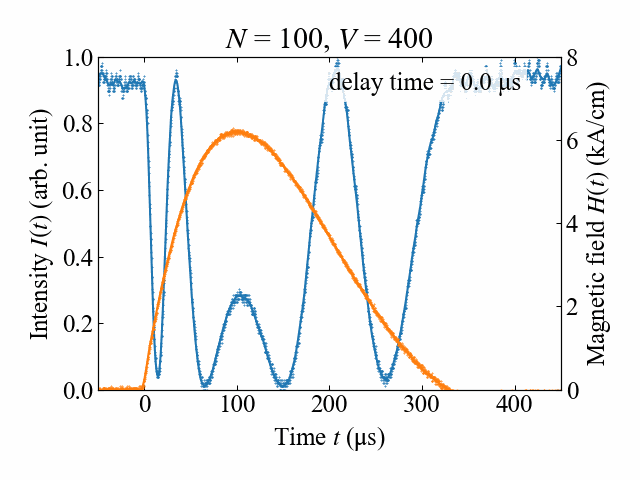 N = 100, V = 400
delay time = 0.0 μs
Intensity I(t) (arb. unit)
1.0
0.8
0.6
0.4
0.2
0.0
8
6
4
2
0
Magnetic field H(t) (kA/cm)
0 100 200 300 400
Time t (μs)